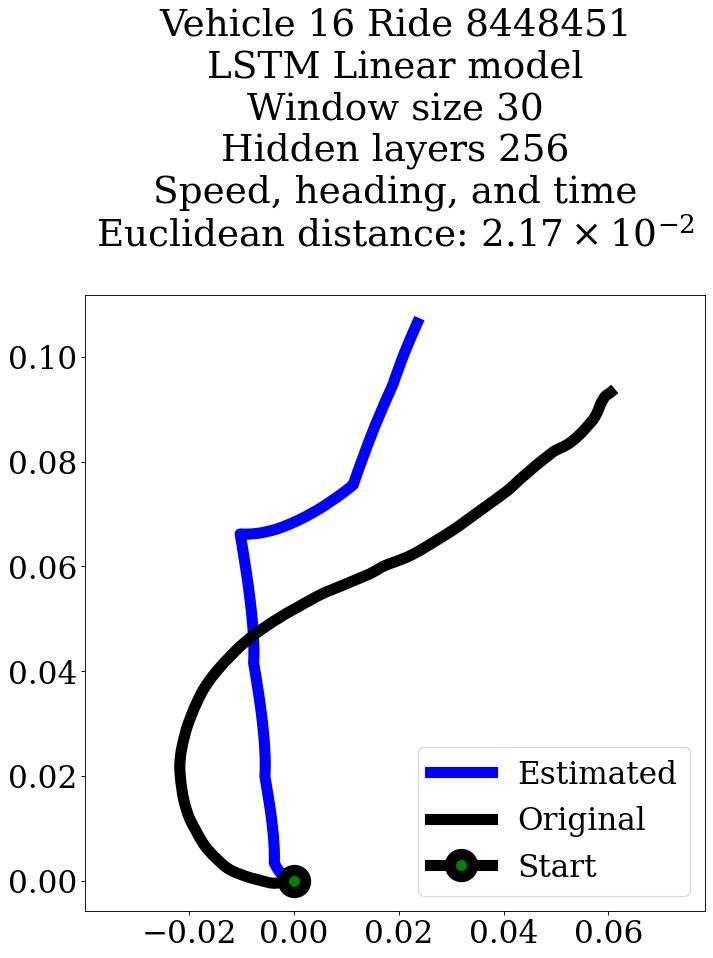 Vehicle 16 Ride 8448451
LSTM Linear model
Window size 30
Hidden layers 256
Speed, heading, and time
Euclidean distance: 2.17 × 10⁻²
0.10
0.08
0.06
0.04
0.02
0.00
Estimated
Original
Start
−0.02 0.00 0.02 0.04 0.06